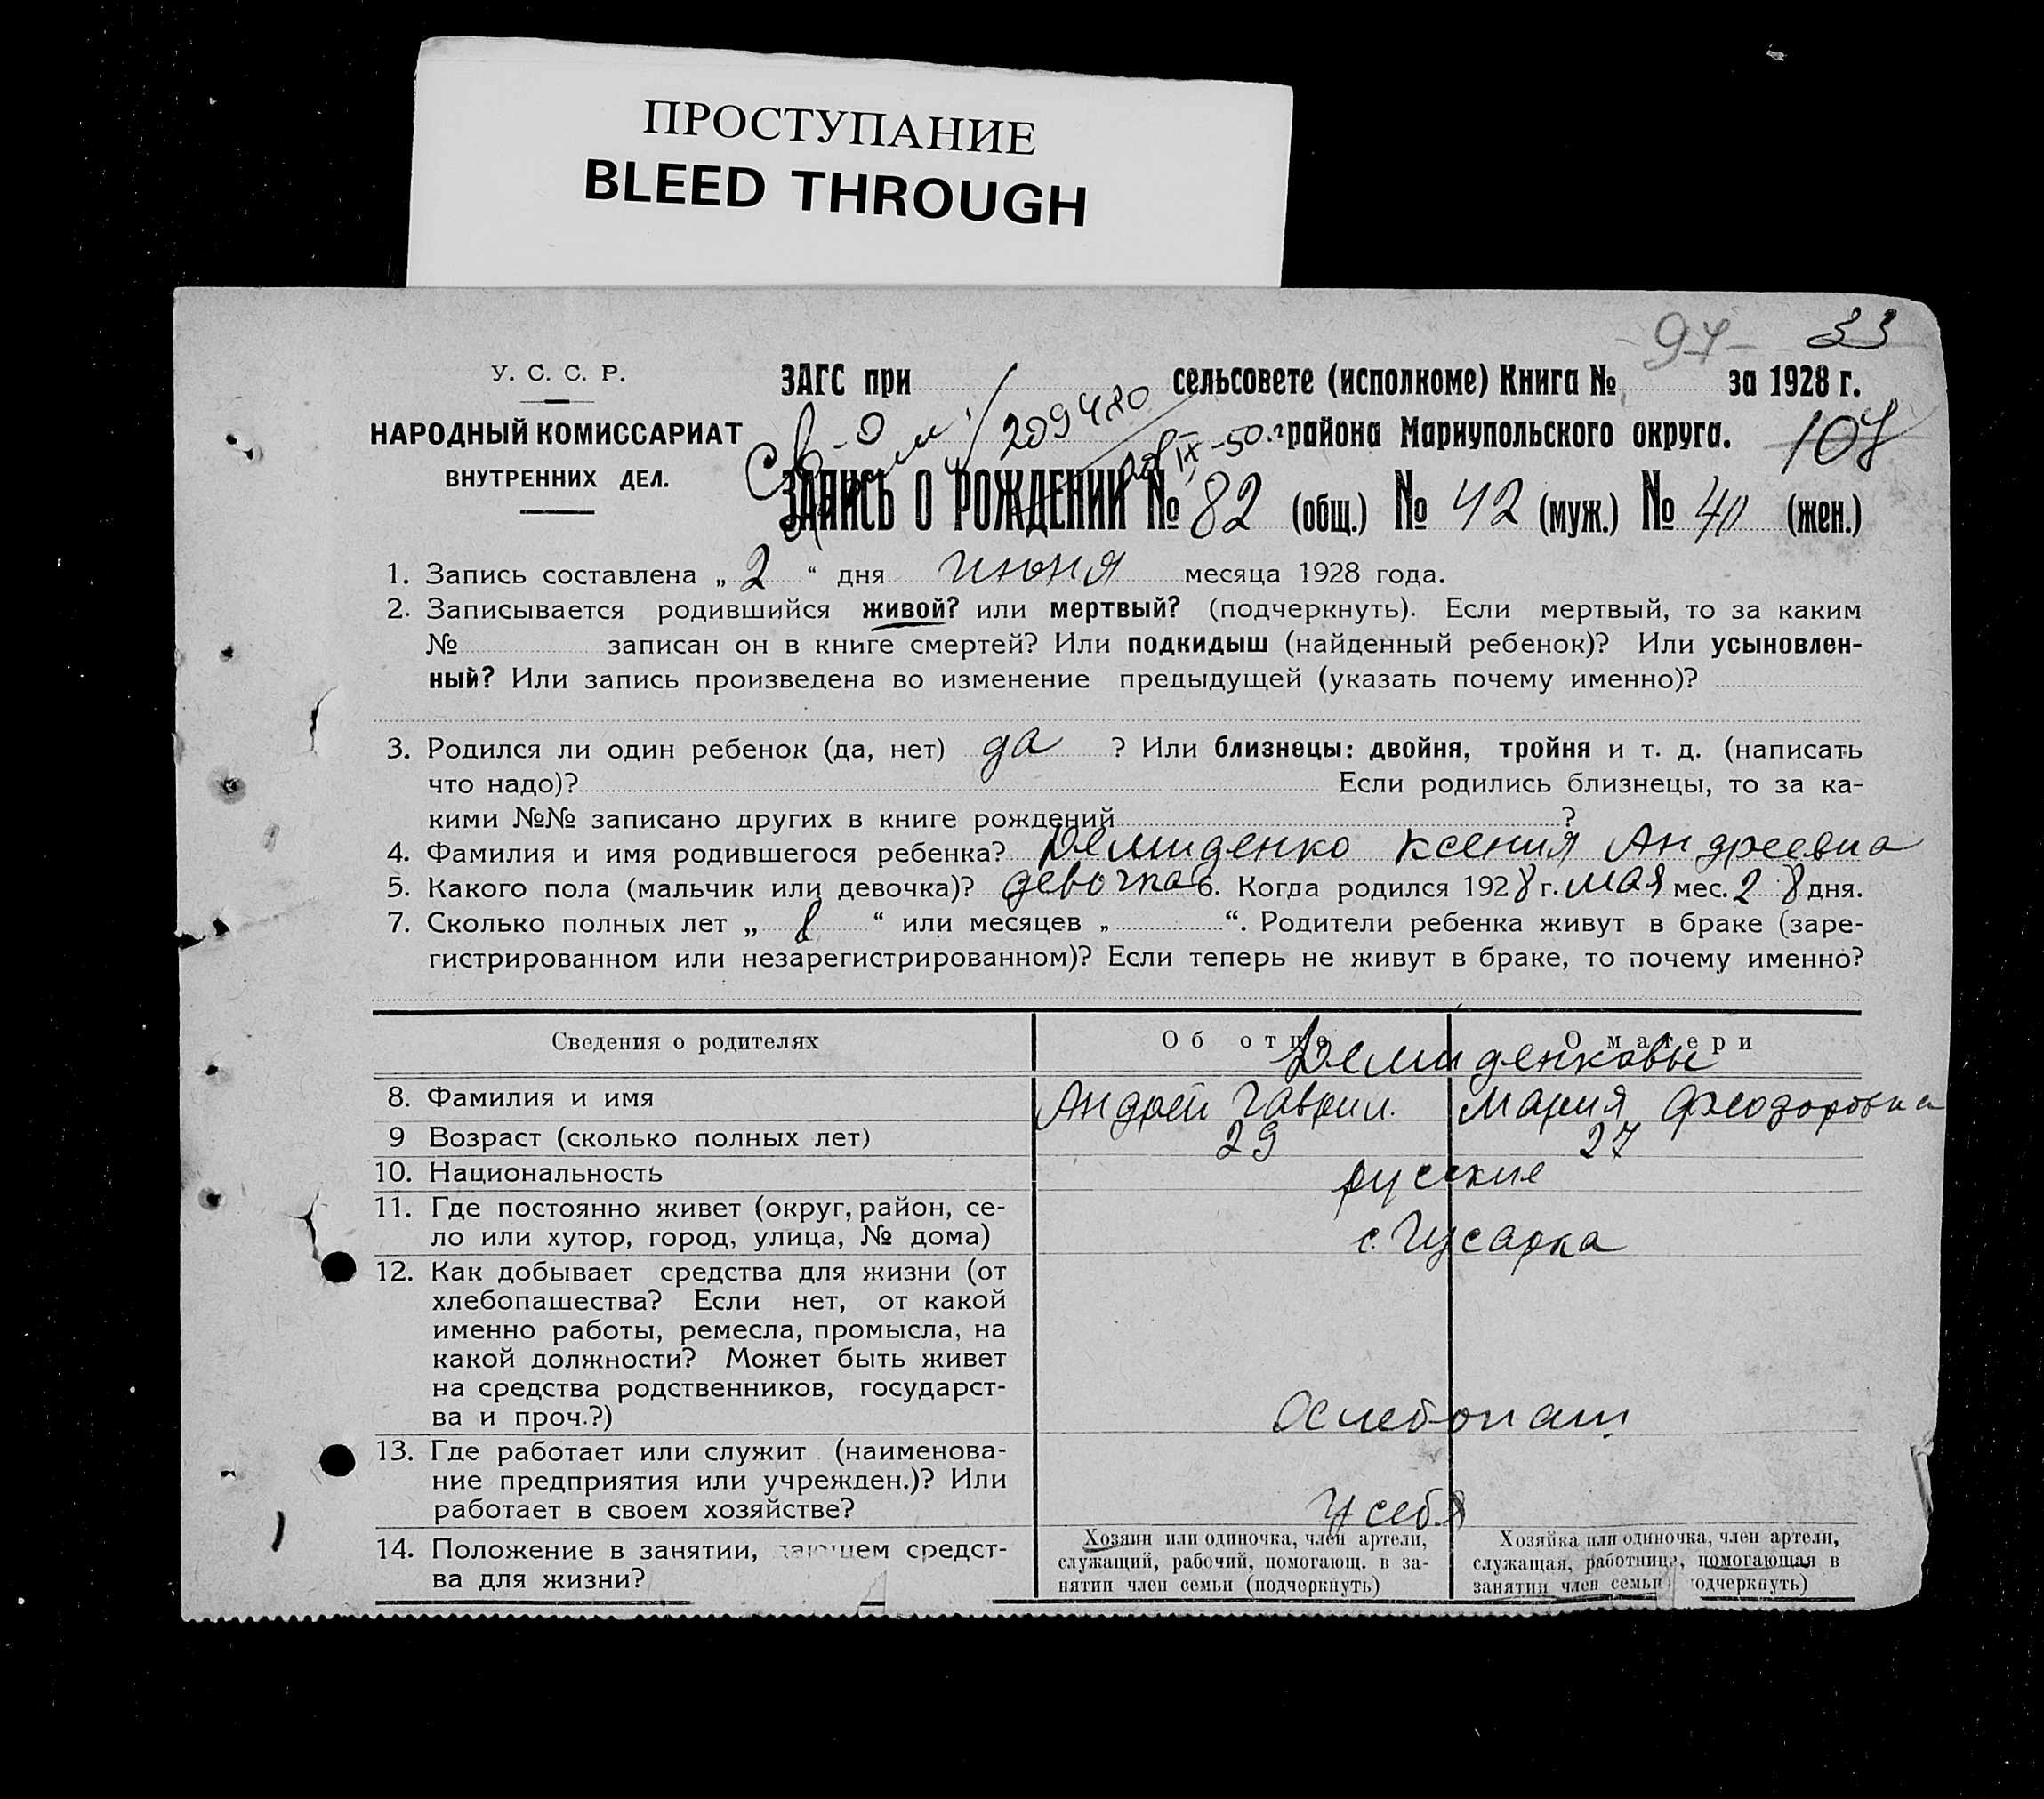 ПРОСТУПАНИЕ
BLEED THROUGH
97 33
У. С. С. Р.
НАРОДНЫЙ КОМИССАРИАТ
ВНУТРЕННИХ ДЕЛ.
ЗАГС при сельсовете (исполкоме) Книга № за 1928 г.
района Мариупольского округа. 107
Св-о 209480
IX-50 г.
ЗАПИСЬ О РОЖДЕНИИ № 82 (общ.) № 42 (муж.) № 40 (жен.)
1. Запись составлена „ 2 “ дня июня месяца 1928 года.
2. Записывается родившийся живой? или мертвый? (подчеркнуть). Если мертвый, то за каким
№ записан он в книге смертей? Или подкидыш (найденный ребенок)? Или усыновлен-
ный? Или запись произведена во изменение предыдущей (указать почему именно)?
3. Родился ли один ребенок (да, нет) да ? Или близнецы: двойня, тройня и т. д. (написать
что надо)? Если родились близнецы, то за ка-
кими №№ записано других в книге рождений ?
4. Фамилия и имя родившегося ребенка? Демиденко Ксения Андреевна
5. Какого пола (мальчик или девочка)? девочка 6. Когда родился 1928 г. мая мес. 28 дня.
7. Сколько полных лет „ 8 “ или месяцев „ “. Родители ребенка живут в браке (заре-
гистрированном или незарегистрированном)? Если теперь не живут в браке, то почему именно?
Сведения о родителях Об отце О матери
Демиденковы
8. Фамилия и имя Андрей Гаврил. Мария Феодоровна
9 Возраст (сколько полных лет) 29 27
10. Национальность русские
11. Где постоянно живет (округ, район, се-
ло или хутор, город, улица, № дома) с. Гусарка
12. Как добывает средства для жизни (от
хлебопашества? Если нет, от какой
именно работы, ремесла, промысла, на
какой должности? Может быть живет
на средства родственников, государст-
ва и проч.?) Хлебопаш
13. Где работает или служит (наименова-
ние предприятия или учрежден.)? Или
работает в своем хозяйстве? У себя
14. Положение в занятии, дающем средст-
ва для жизни?
Хозяин или одиночка, член артели,
служащий, рабочий, помогающ. в за-
нятии член семьи (подчеркнуть)
Хозяйка или одиночка, член артели,
служащая, работница, помогающая в
занятии член семьи одчеркнуть)